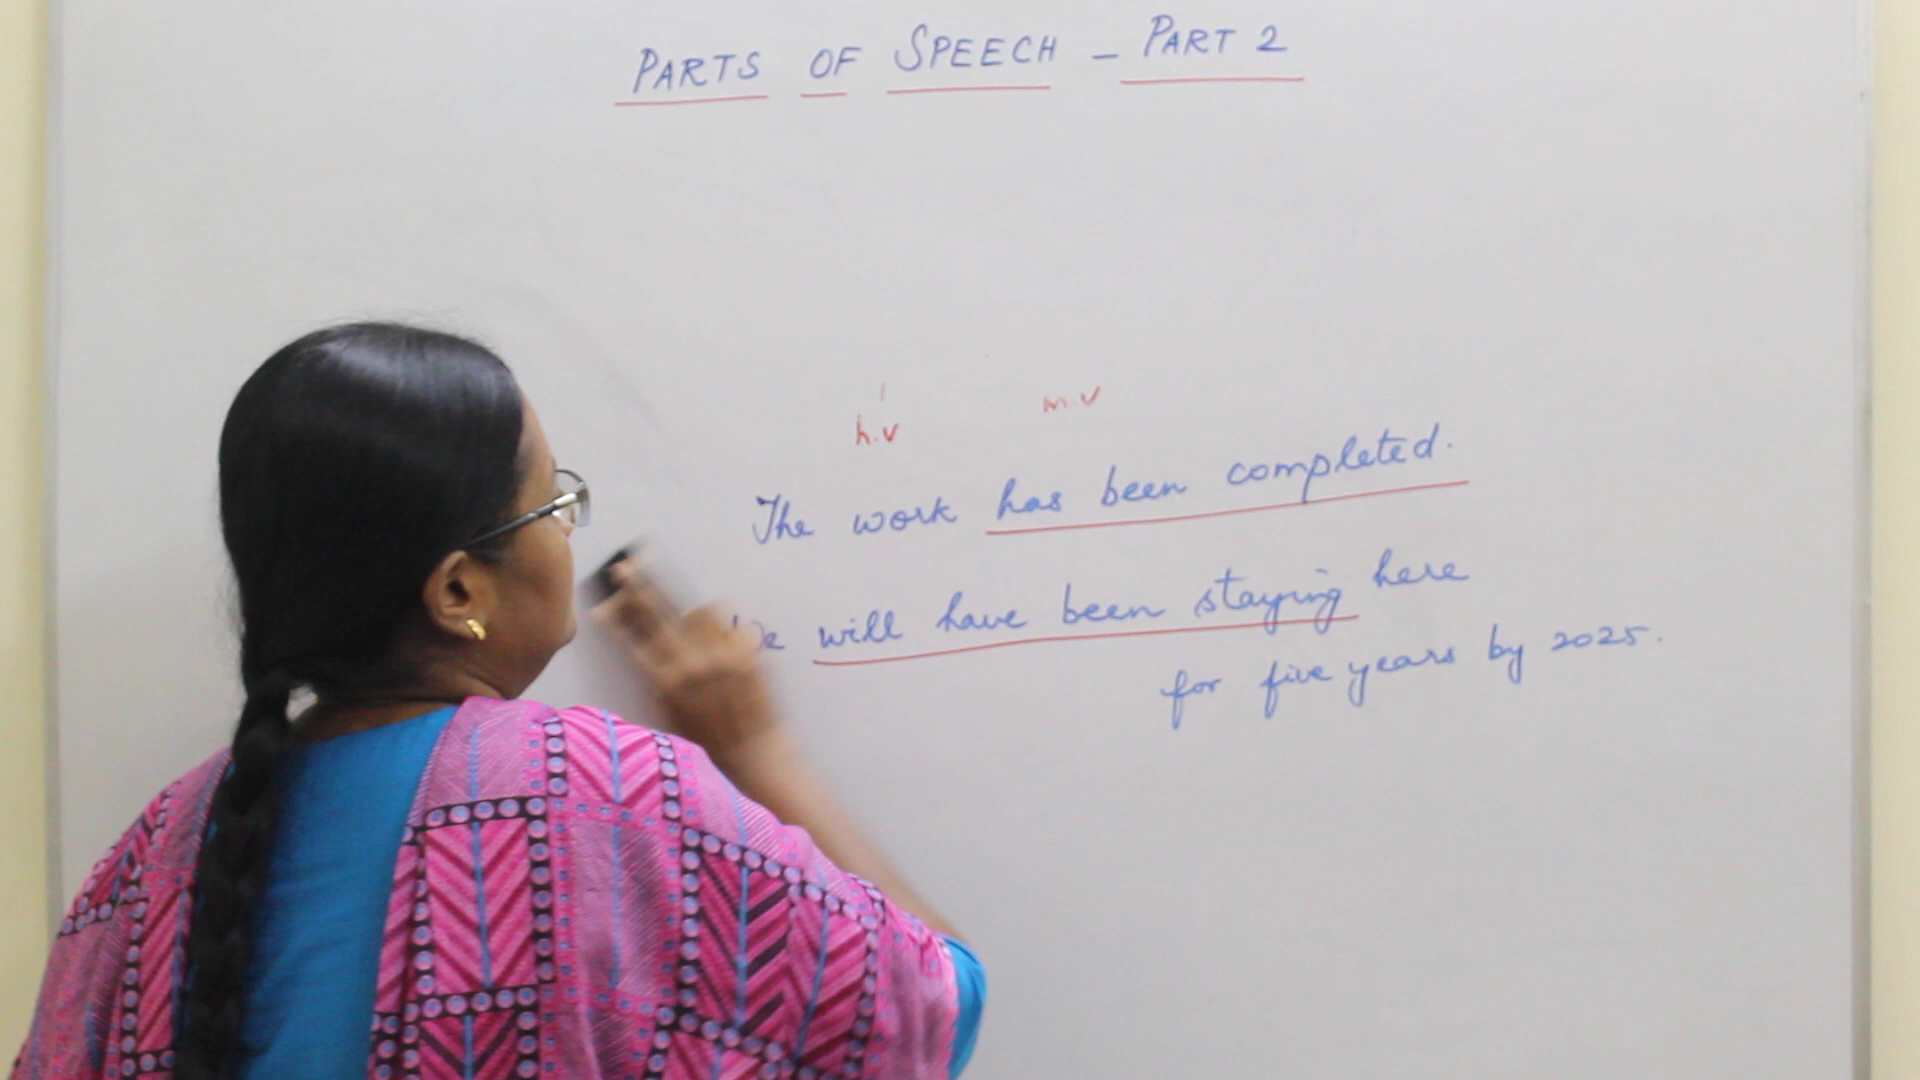 PARTS OF SPEECH - PART 2
h.v m.v
The work has been completed.
will have been staying here
for five years by 2025.